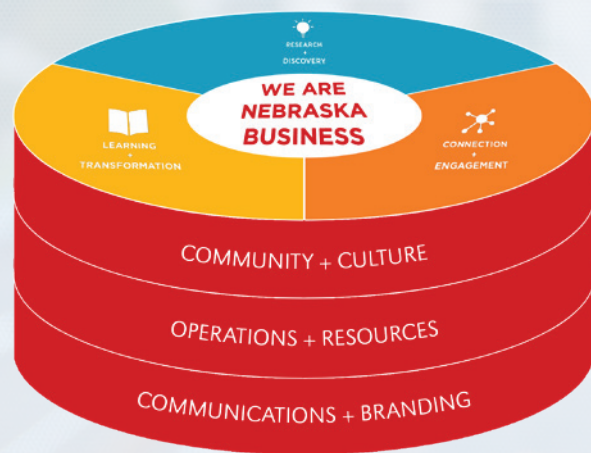 RESEARCH
+
DISCOVERY
WE ARE
NEBRASKA
BUSINESS
LEARNING
+
TRANSFORMATION
CONNECTION
+
ENGAGEMENT
COMMUNITY + CULTURE
OPERATIONS + RESOURCES
COMMUNICATIONS + BRANDING